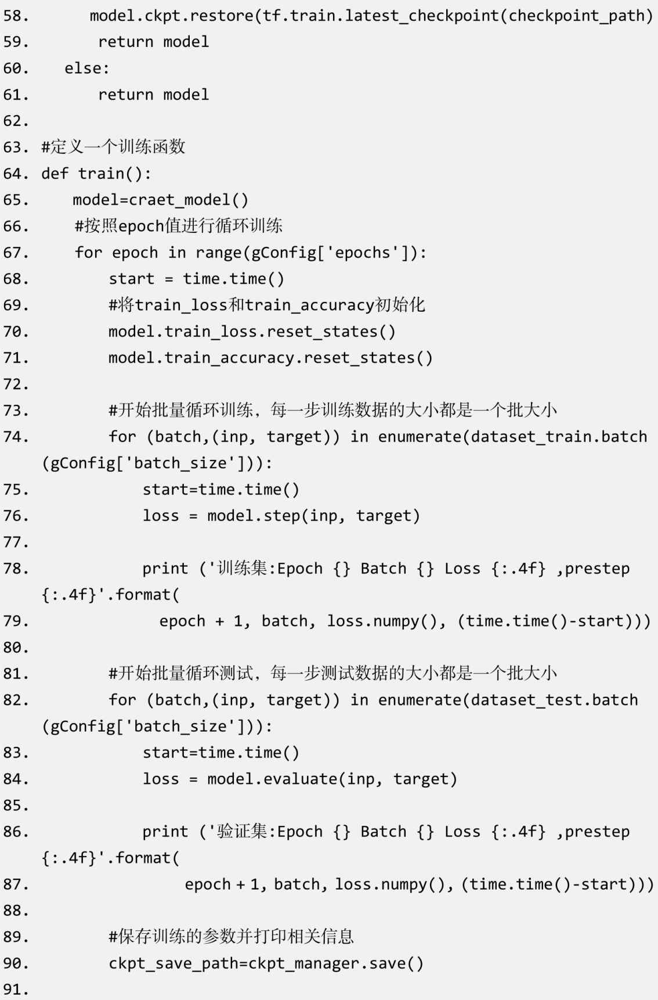 58.       model.ckpt.restore(tf.train.latest_checkpoint(checkpoint_path)
59.        return model
60.    else:
61.        return model
62.
63. #定义一个训练函数
64. def train():
65.     model=craet_model()
66.     #按照epoch值进行循环训练
67.     for epoch in range(gConfig['epochs']):
68.         start = time.time()
69.         #将train_loss和train_accuracy初始化
70.         model.train_loss.reset_states()
71.         model.train_accuracy.reset_states()
72.
73.         #开始批量循环训练，每一步训练数据的大小都是一个批大小
74.         for (batch,(inp, target)) in enumerate(dataset_train.batch
(gConfig['batch_size'])):
75.             start=time.time()
76.             loss = model.step(inp, target)
77.
78.             print ('训练集:Epoch {} Batch {} Loss {:.4f} ,prestep
{:.4f}'.format(
79.               epoch + 1, batch, loss.numpy(), (time.time()-start)))
80.
81.         #开始批量循环测试，每一步测试数据的大小都是一个批大小
82.         for (batch,(inp, target)) in enumerate(dataset_test.batch
(gConfig['batch_size'])):
83.             start=time.time()
84.             loss = model.evaluate(inp, target)
85.
86.             print ('验证集:Epoch {} Batch {} Loss {:.4f} ,prestep
{:.4f}'.format(
87.                 epoch + 1, batch, loss.numpy(), (time.time()-start)))
88.
89.         #保存训练的参数并打印相关信息
90.         ckpt_save_path=ckpt_manager.save()
91.